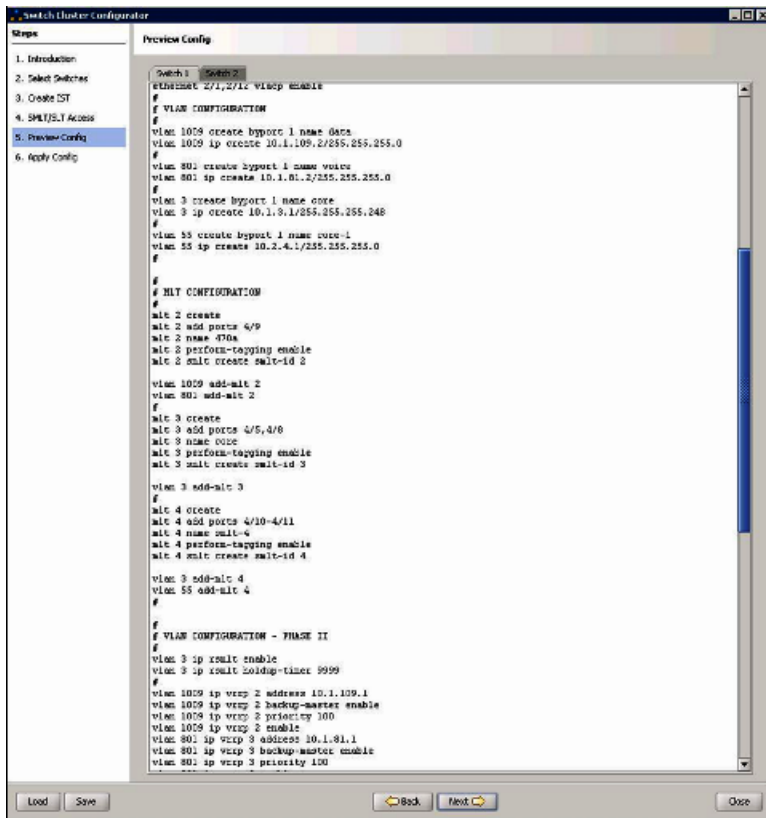 Switch Cluster Configurator
Steps
1. Introduction
2. Select Switches
3. Create IST
4. SMLT/SLT Access
5. Preview Config
6. Apply Config
Preview Config
Switch 1
Switch 2
ethernet 2/1,2/12 vlacp enable
#
# VLAN CONFIGURATION
#
vlan 1009 create byport 1 name data
vlan 1009 ip create 10.1.109.2/255.255.255.0
#
vlan 801 create byport 1 name voice
vlan 801 ip create 10.1.81.2/255.255.255.0
#
vlan 3 create byport 1 name core
vlan 3 ip create 10.1.3.1/255.255.255.248
#
vlan 55 create byport 1 name core-1
vlan 55 ip create 10.2.4.1/255.255.255.0
#
#
# MLT CONFIGURATION
#
mlt 2 create
mlt 2 add ports 4/9
mlt 2 name 470a
mlt 2 perform-tagging enable
mlt 2 smlt create smlt-id 2
vlan 1009 add-mlt 2
vlan 801 add-mlt 2
#
mlt 3 create
mlt 3 add ports 4/5,4/8
mlt 3 name core
mlt 3 perform-tagging enable
mlt 3 smlt create smlt-id 3
vlan 3 add-mlt 3
#
mlt 4 create
mlt 4 add ports 4/10-4/11
mlt 4 name smlt-4
mlt 4 perform-tagging enable
mlt 4 smlt create smlt-id 4
vlan 3 add-mlt 4
vlan 55 add-mlt 4
#
#
# VLAN CONFIGURATION - PHASE II
#
vlan 3 ip rsmlt enable
vlan 3 ip rsmlt holdup-timer 9999
#
vlan 1009 ip vrrp 2 address 10.1.109.1
vlan 1009 ip vrrp 2 backup-master enable
vlan 1009 ip vrrp 2 priority 100
vlan 1009 ip vrrp 2 enable
vlan 801 ip vrrp 3 address 10.1.81.1
vlan 801 ip vrrp 3 backup-master enable
vlan 801 ip vrrp 3 priority 100
Load
Save
Back
Next
Close